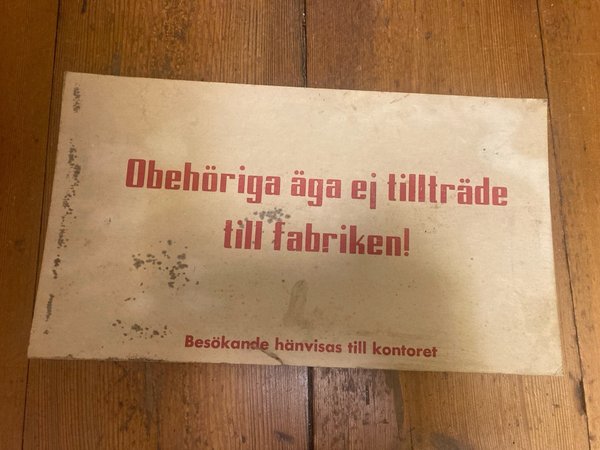 Obehöriga äga ej tillträde
till fabriken!
Besökande hänvisas till kontoret